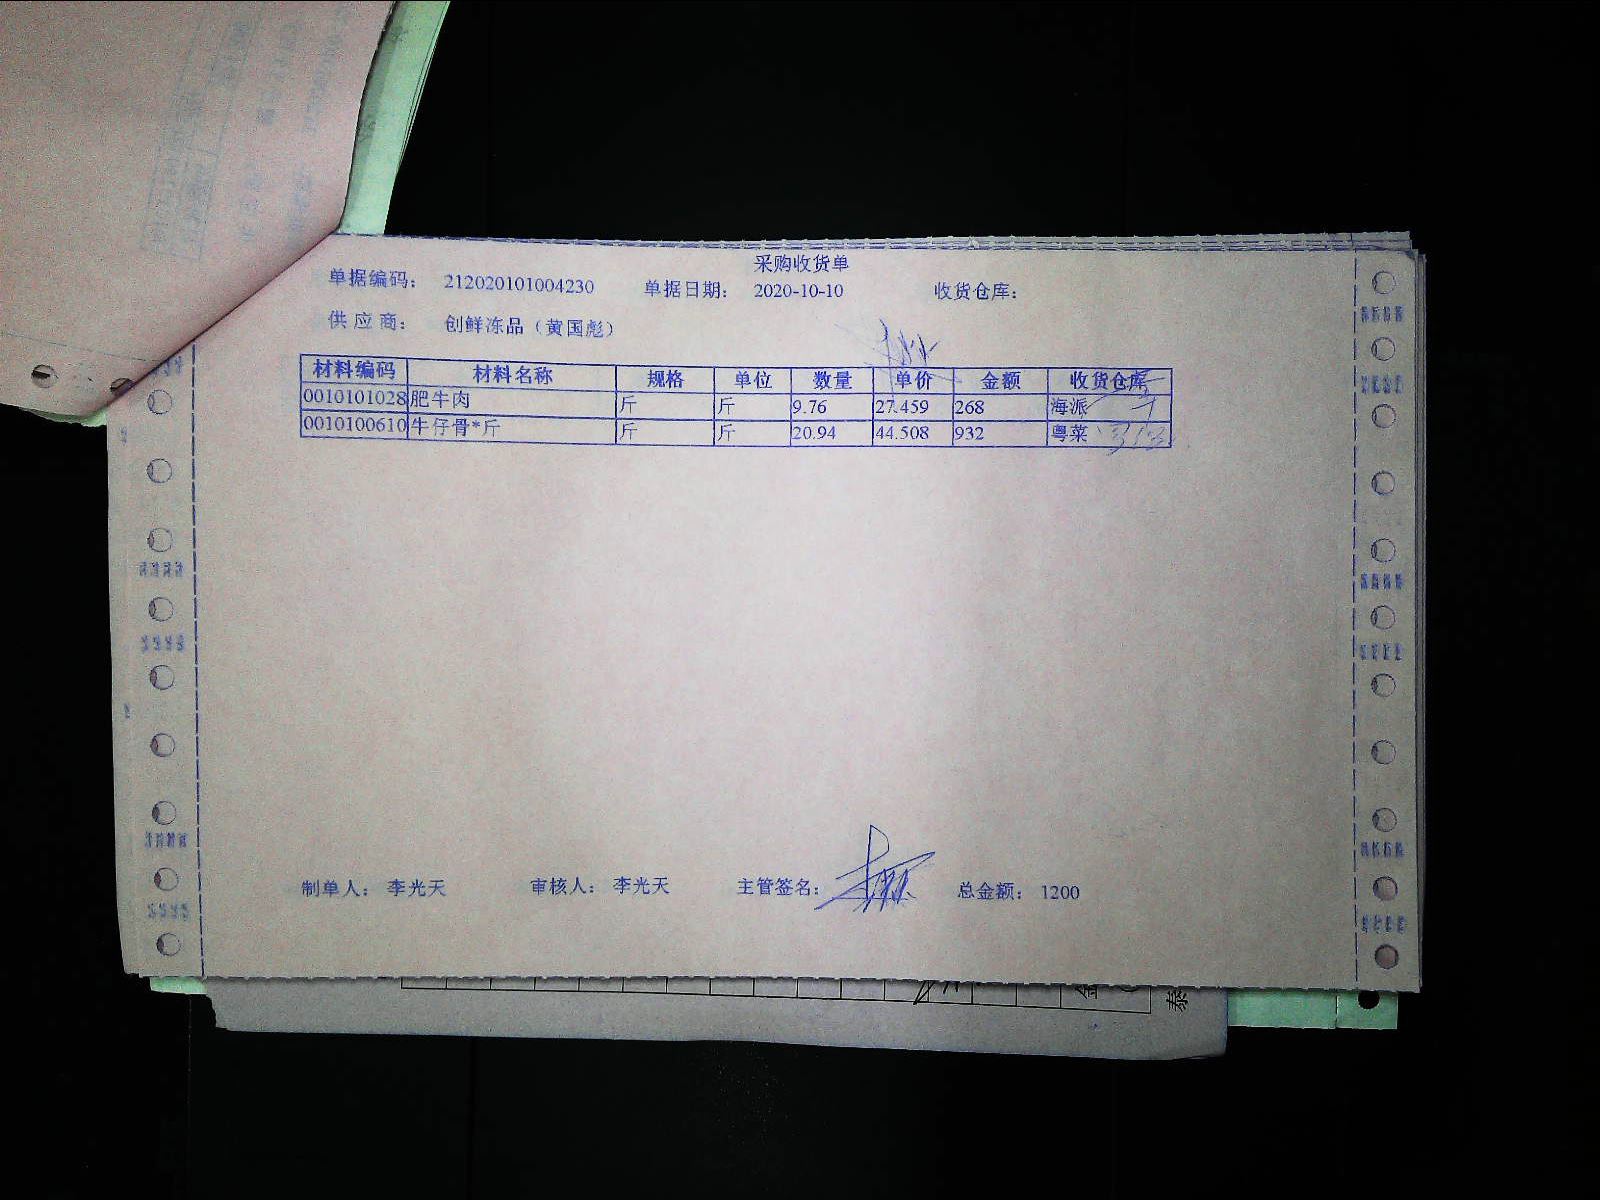 采购收货单
单据编码： 212020101004230 单据日期： 2020-10-10 收货仓库：
供应商： 创鲜冻品（黄国彪）
材料编码 材料名称 规格 单位 数量 单价 金额 收货仓库
0010101028 肥牛肉 斤 斤 9.76 27.459 268 海派
0010100610 牛仔骨*斤 斤 斤 20.94 44.508 932 粤菜
制单人： 李光天 审核人： 李光天 主管签名： 总金额： 1200
泰